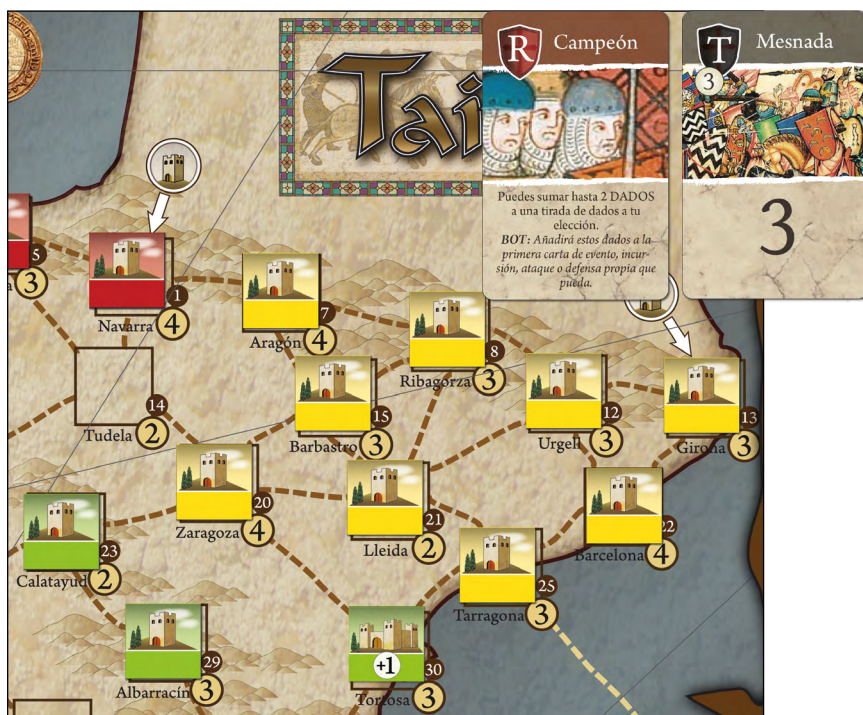 Tai
R Campeón
Puedes sumar hasta 2 DADOS
a una tirada de dados a tu
elección.
BOT: Añadirá estos dados a la
primera carta de evento, incur-
sión, ataque o defensa propia que
pueda.
T Mesnada
3
3
5
a 3
1
Navarra 4
7
Aragón 4
8
Ribagorza 3
14
Tudela 2
15
Barbastro 3
12
Urgell 3
13
Girona 3
20
Zaragoza 4
21
Lleida 2
22
Barcelona 4
23
Calatayud 2
25
Tarragona 3
29
Albarracín 3
+1
30
Tortosa 3